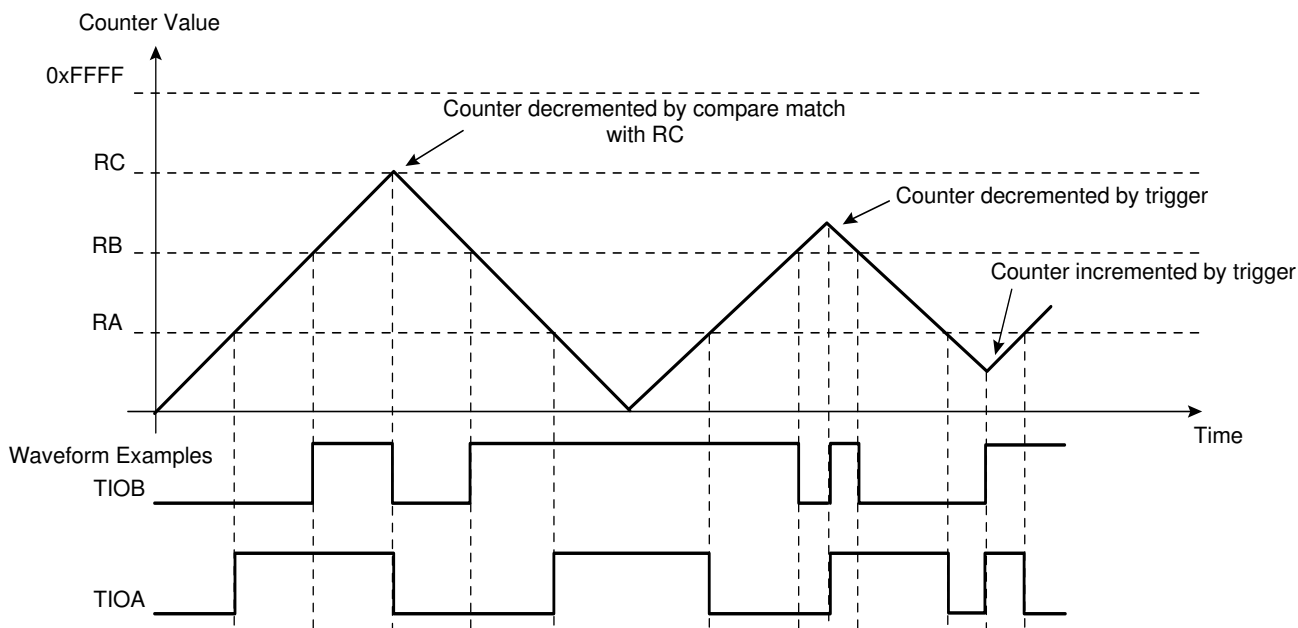 Counter Value
0xFFFF
Counter decremented by compare match
with RC
RC
Counter decremented by trigger
RB
Counter incremented by trigger
RA
Time
Waveform Examples
TIOB
TIOA